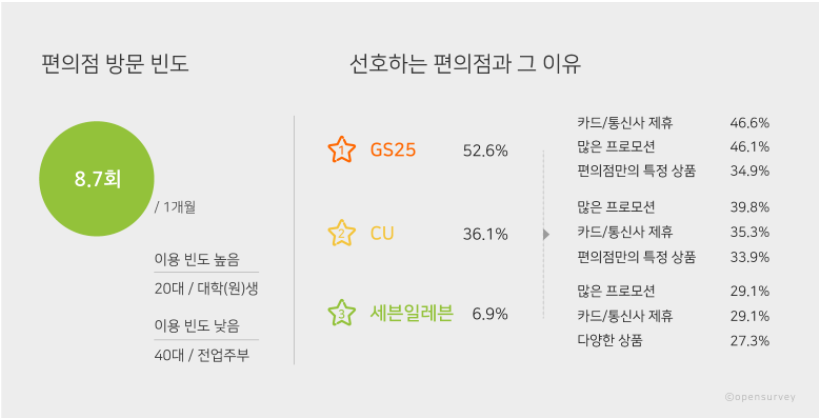 편의점 방문 빈도
8.7회
/ 1개월
이용 빈도 높음
20대 / 대학(원)생
이용 빈도 낮음
40대 / 전업주부
선호하는 편의점과 그 이유
1 GS25 52.6%
카드/통신사 제휴 46.6%
많은 프로모션 46.1%
편의점만의 특정 상품 34.9%
2 CU 36.1%
많은 프로모션 39.8%
카드/통신사 제휴 35.3%
편의점만의 특정 상품 33.9%
3 세븐일레븐 6.9%
많은 프로모션 29.1%
카드/통신사 제휴 29.1%
다양한 상품 27.3%
ⓒopensurvey